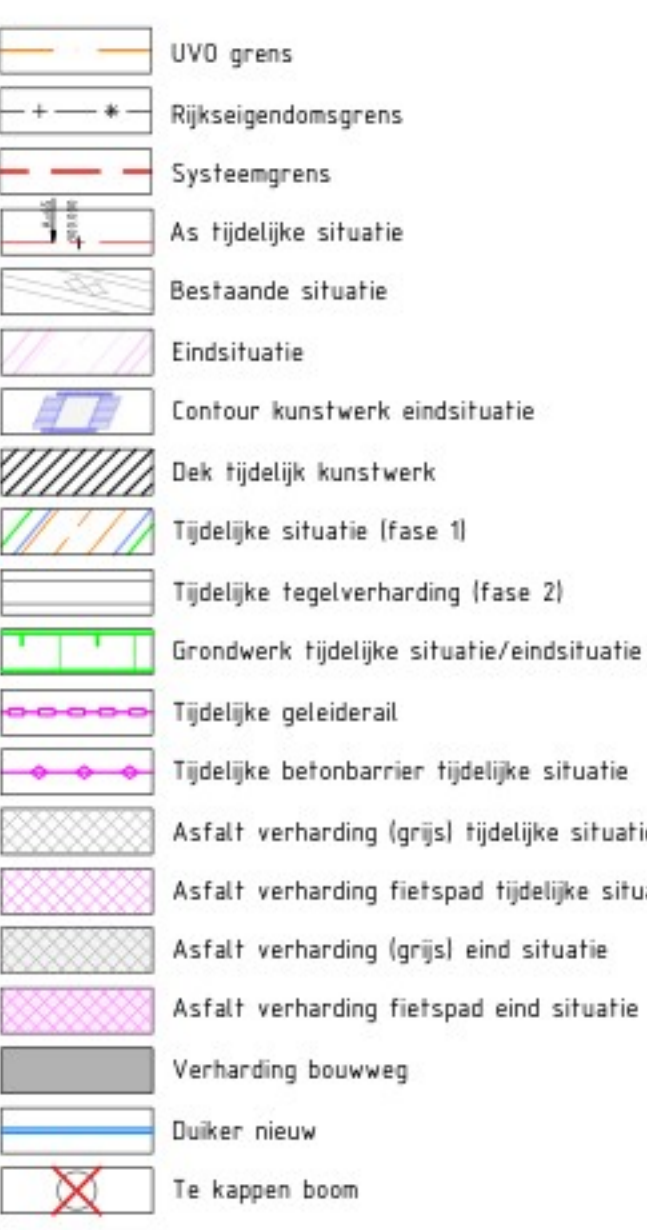 UVO grens
Rijkseigendomsgrens
Systeemgrens
As tijdelijke situatie
Bestaande situatie
Eindsituatie
Contour kunstwerk eindsituatie
Dek tijdelijk kunstwerk
Tijdelijke situatie (fase 1)
Tijdelijke tegelverharding (fase 2)
Grondwerk tijdelijke situatie/eindsituatie
Tijdelijke geleiderail
Tijdelijke betonbarrier tijdelijke situatie
Asfalt verharding (grijs) tijdelijke situatie
Asfalt verharding fietspad tijdelijke situa
Asfalt verharding (grijs) eind situatie
Asfalt verharding fietspad eind situatie
Verharding bouwweg
Duiker nieuw
Te kappen boom